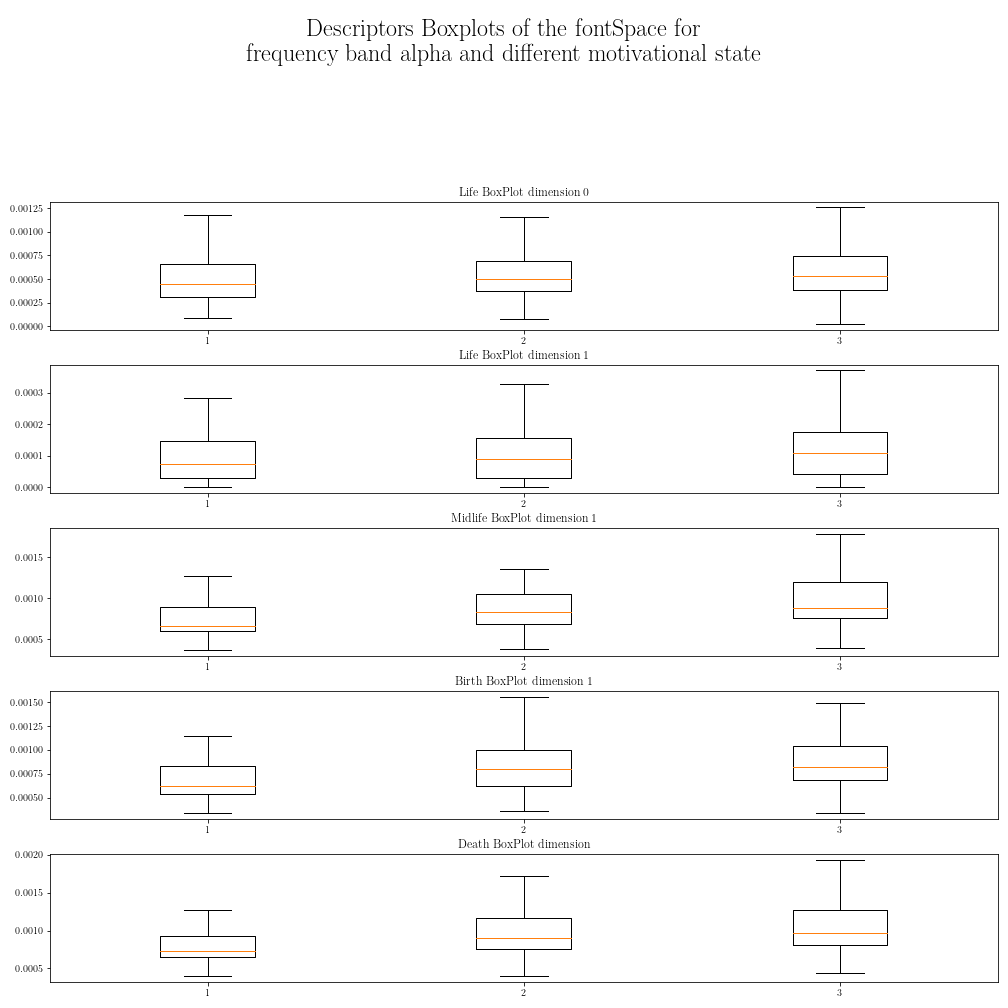 Descriptors Boxplots of the fontSpace for
frequency band alpha and different motivational state
Life BoxPlot dimension 0
0.00125
0.00100
0.00075
0.00050
0.00025
0.00000
1 2 3
Life BoxPlot dimension 1
0.0003
0.0002
0.0001
0.0000
1 2 3
Midlife BoxPlot dimension 1
0.0015
0.0010
0.0005
1 2 3
Birth BoxPlot dimension 1
0.00150
0.00125
0.00100
0.00075
0.00050
1 2 3
Death BoxPlot dimension
0.0020
0.0015
0.0010
0.0005
1 2 3